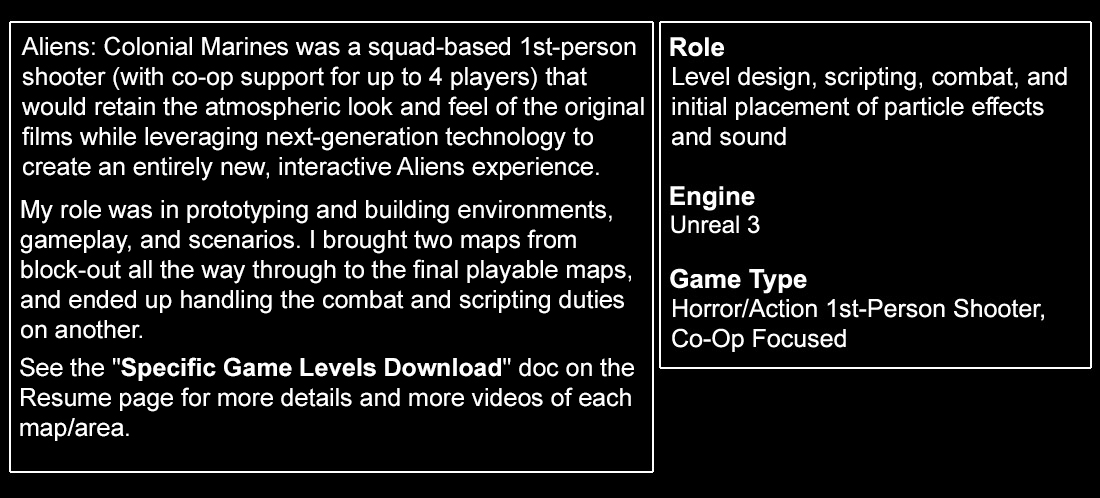 Aliens: Colonial Marines was a squad-based 1st-person
shooter (with co-op support for up to 4 players) that
would retain the atmospheric look and feel of the original
films while leveraging next-generation technology to
create an entirely new, interactive Aliens experience.
My role was in prototyping and building environments,
gameplay, and scenarios. I brought two maps from
block-out all the way through to the final playable maps,
and ended up handling the combat and scripting duties
on another.
See the "Specific Game Levels Download" doc on the
Resume page for more details and more videos of each
map/area.
Role
Level design, scripting, combat, and
initial placement of particle effects
and sound
Engine
Unreal 3
Game Type
Horror/Action 1st-Person Shooter,
Co-Op Focused